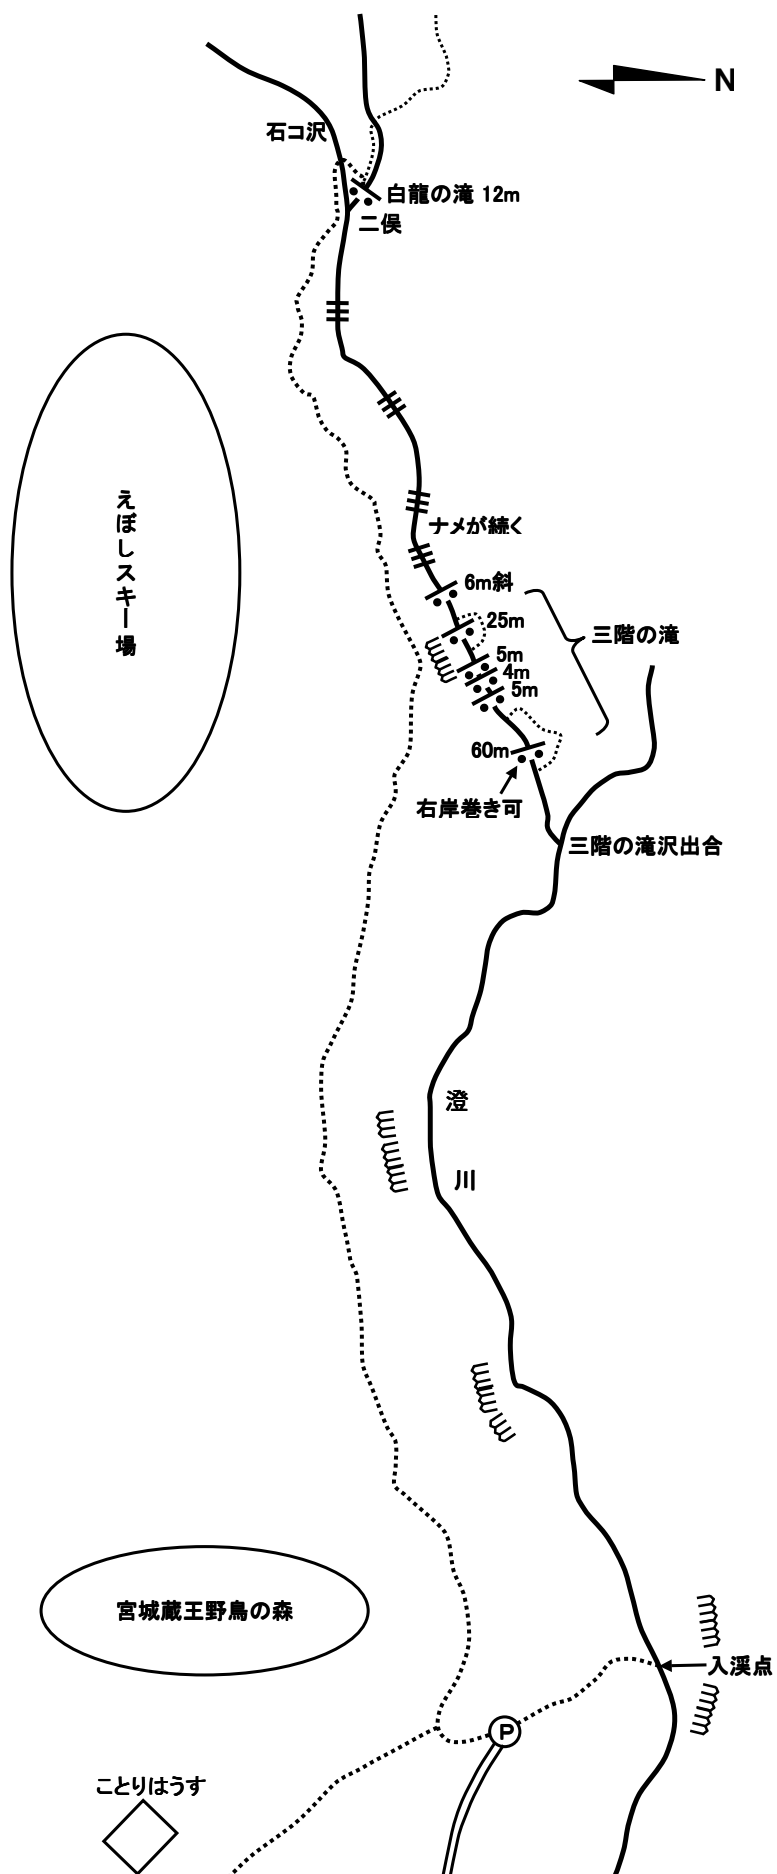 N
石コ沢
白龍の滝 12m
二俣
えぼしスキー場
ナメが続く
6m斜
25m
三階の滝
5m
4m
5m
60m
右岸巻き可
三階の滝沢出合
澄川
宮城蔵王野鳥の森
入渓点
P
ことりはうす